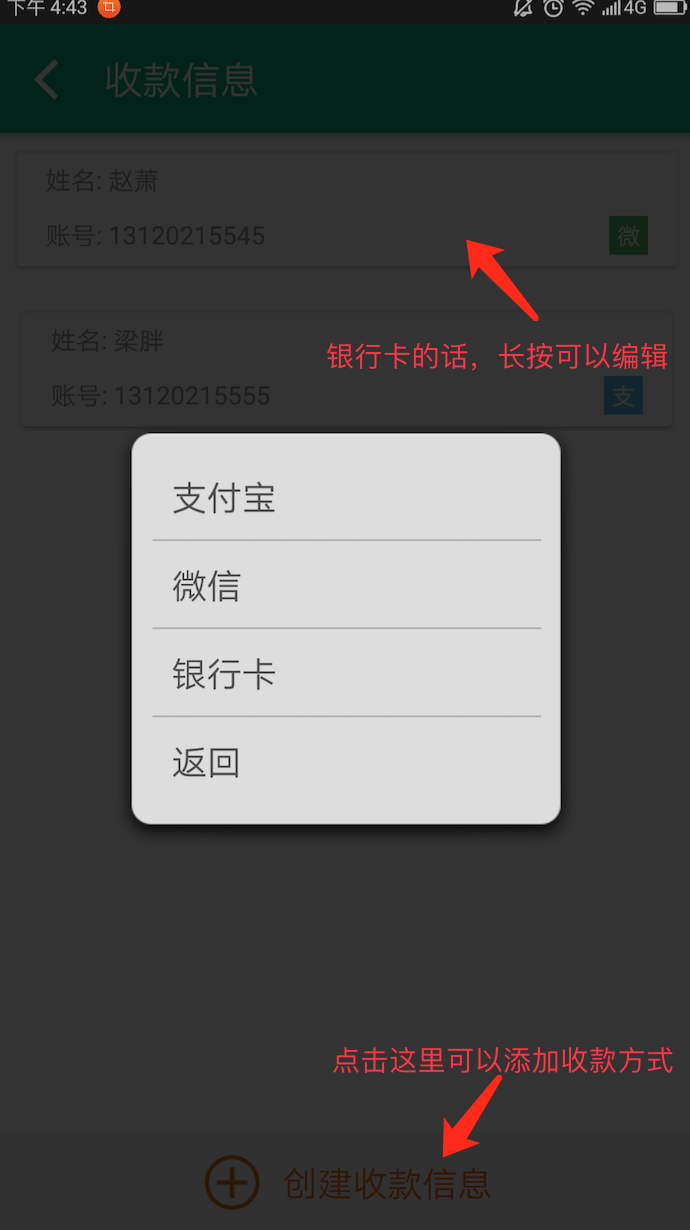 下午 4:43
4G
收款信息
姓名: 赵萧
账号: 13120215545
微
姓名: 梁胖
银行卡的话，长按可以编辑
账号: 13120215555
支
支付宝
微信
银行卡
返回
点击这里可以添加收款方式
创建收款信息